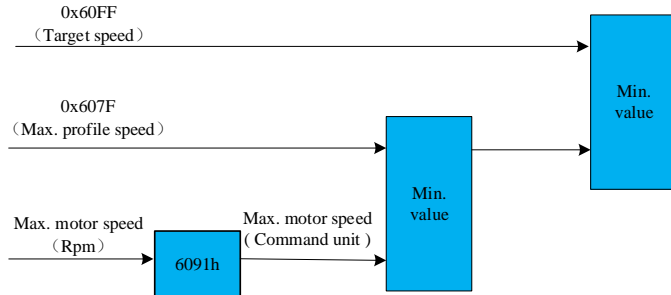 0x60FF
（Target speed）
Min.
value
0x607F
（Max. profile speed）
Min.
value
Max. motor speed
（Rpm）
6091h
Max. motor speed
( Command unit )